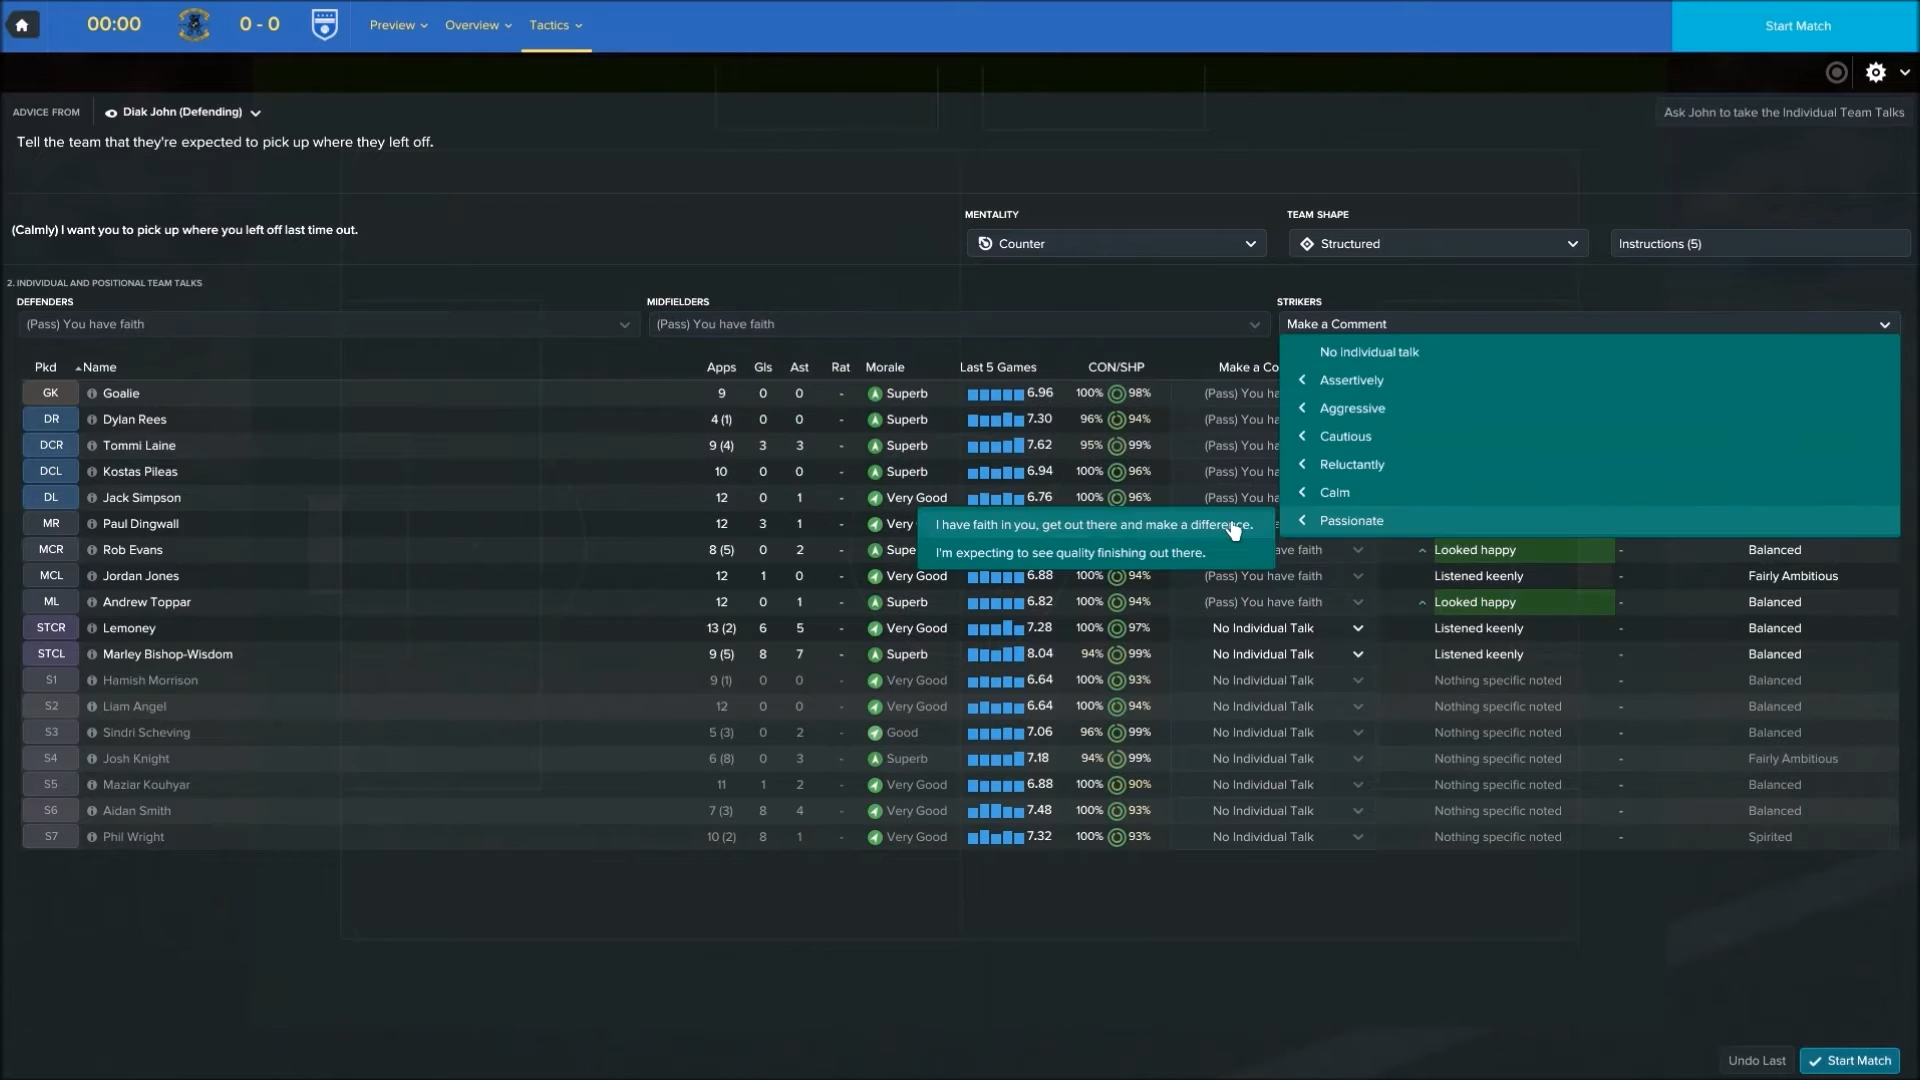 00:00 0 - 0 Preview Overview Tactics Start Match
ADVICE FROM Diak John (Defending) Ask John to take the Individual Team Talks
Tell the team that they're expected to pick up where they left off.
MENTALITY TEAM SHAPE
(Calmly) I want you to pick up where you left off last time out. Counter Structured Instructions (5)
2. INDIVIDUAL AND POSITIONAL TEAM TALKS
DEFENDERS MIDFIELDERS STRIKERS
(Pass) You have faith (Pass) You have faith Make a Comment
No individual talk
Pkd Name Apps Gls Ast Rat Morale Last 5 Games CON/SHP Make a Co
Assertively
GK Goalie 9 0 0 - Superb 6.96 100% 98% (Pass) You ha
Aggressive
DR Dylan Rees 4 (1) 0 0 - Superb 7.30 96% 94% (Pass) You ha
Cautious
DCR Tommi Laine 9 (4) 3 3 - Superb 7.62 95% 99% (Pass) You ha
Reluctantly
DCL Kostas Pileas 10 0 0 - Superb 6.94 100% 96% (Pass) You ha
Calm
DL Jack Simpson 12 0 1 - Very Good 6.76 100% 96% (Pass) You ha
Passionate
MR Paul Dingwall 12 3 1 - Very I have faith in you, get out there and make a difference.
MCR Rob Evans 8 (5) 0 2 - Supe I'm expecting to see quality finishing out there. ave faith Looked happy - Balanced
MCL Jordan Jones 12 1 0 - Very Good 6.88 100% 94% (Pass) You have faith Listened keenly - Fairly Ambitious
ML Andrew Toppar 12 0 1 - Superb 6.82 100% 94% (Pass) You have faith Looked happy - Balanced
STCR Lemoney 13 (2) 6 5 - Very Good 7.28 100% 97% No Individual Talk Listened keenly - Balanced
STCL Marley Bishop-Wisdom 9 (5) 8 7 - Superb 8.04 94% 99% No Individual Talk Listened keenly - Balanced
S1 Hamish Morrison 9 (1) 0 0 - Very Good 6.64 100% 93% No Individual Talk Nothing specific noted - Balanced
S2 Liam Angel 12 0 0 - Very Good 6.64 100% 94% No Individual Talk Nothing specific noted - Balanced
S3 Sindri Scheving 5 (3) 0 2 - Good 7.06 96% 99% No Individual Talk Nothing specific noted - Balanced
S4 Josh Knight 6 (8) 0 3 - Superb 7.18 94% 99% No Individual Talk Nothing specific noted - Fairly Ambitious
S5 Maziar Kouhyar 11 1 2 - Very Good 6.88 100% 90% No Individual Talk Nothing specific noted - Balanced
S6 Aidan Smith 7 (3) 8 4 - Very Good 7.48 100% 93% No Individual Talk Nothing specific noted - Balanced
S7 Phil Wright 10 (2) 8 1 - Very Good 7.32 100% 93% No Individual Talk Nothing specific noted - Spirited
Undo Last Start Match